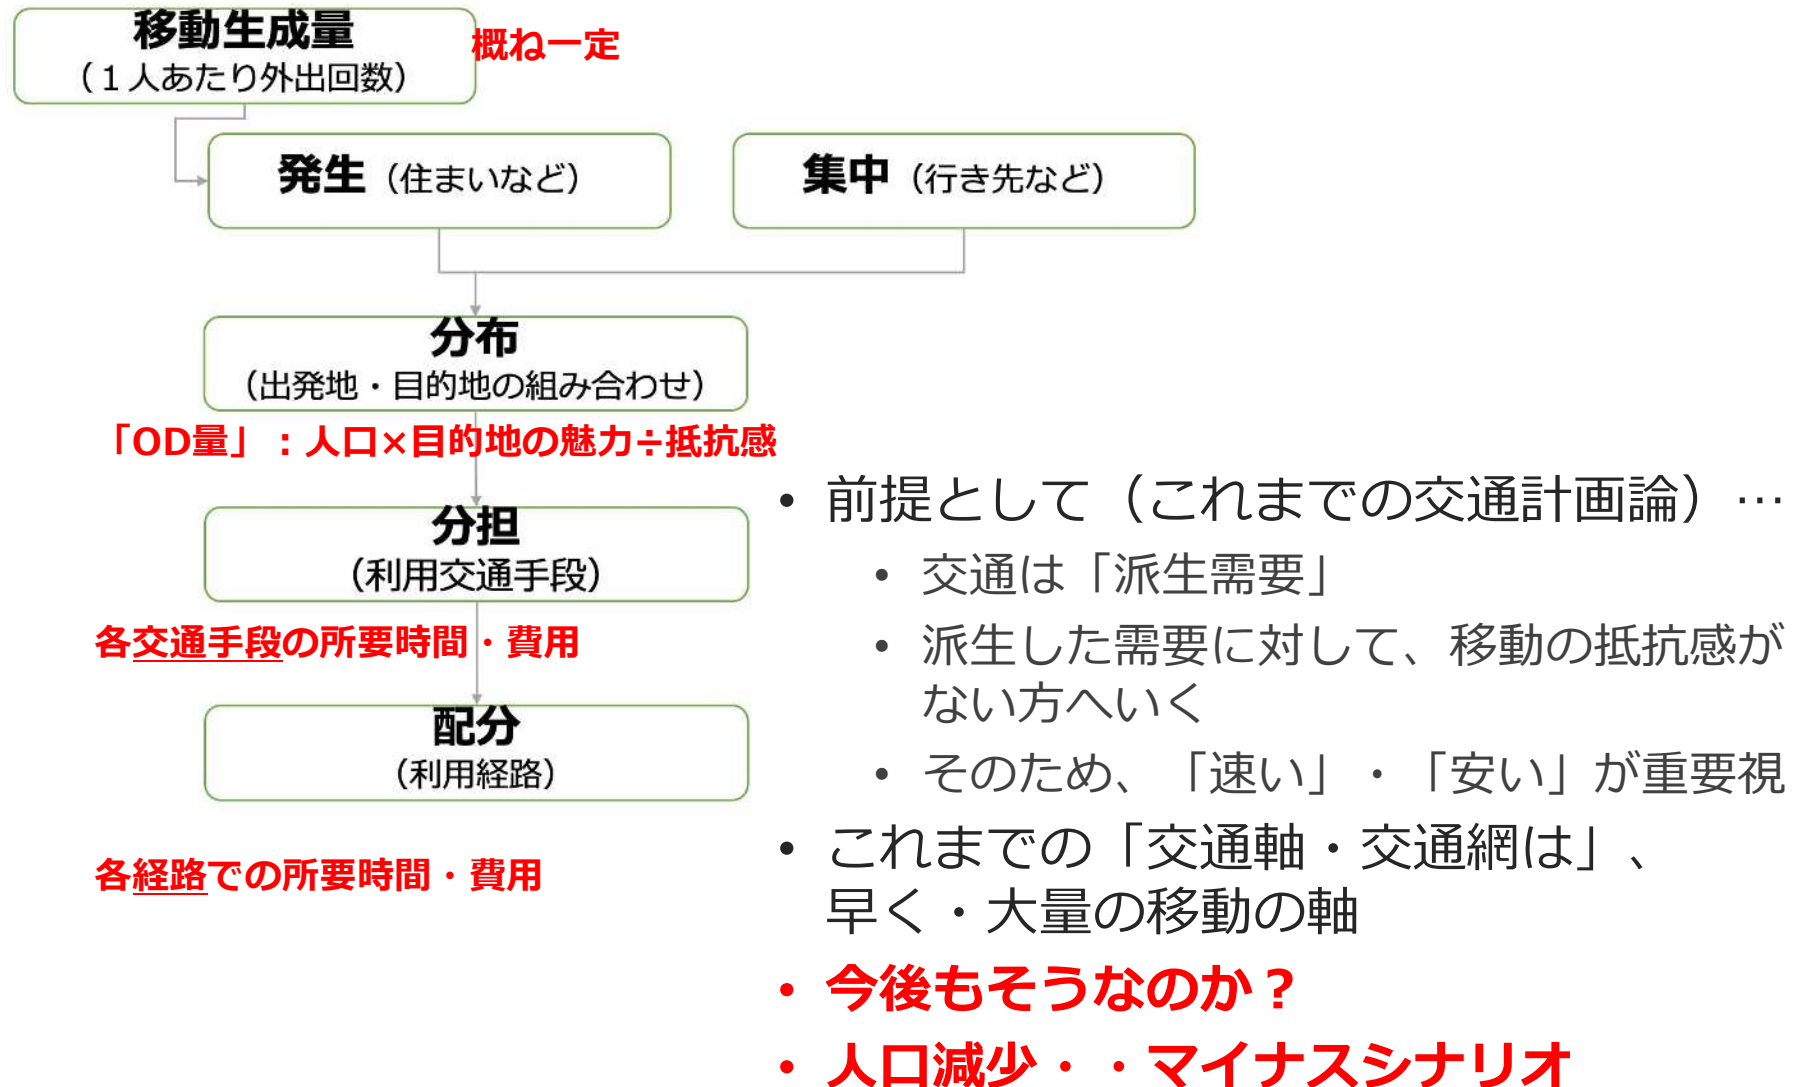 移動生成量
（１人あたり外出回数）
概ね一定
発生（住まいなど）
集中（行き先など）
分布
（出発地・目的地の組み合わせ）
「OD量」：人口×目的地の魅力÷抵抗感
分担
（利用交通手段）
各交通手段の所要時間・費用
配分
（利用経路）
各経路での所要時間・費用
• 前提として（これまでの交通計画論）…
• 交通は「派生需要」
• 派生した需要に対して、移動の抵抗感が
ない方へいく
• そのため、「速い」・「安い」が重要視
• これまでの「交通軸・交通網は」、
早く・大量の移動の軸
• 今後もそうなのか？
• 人口減少・・マイナスシナリオ